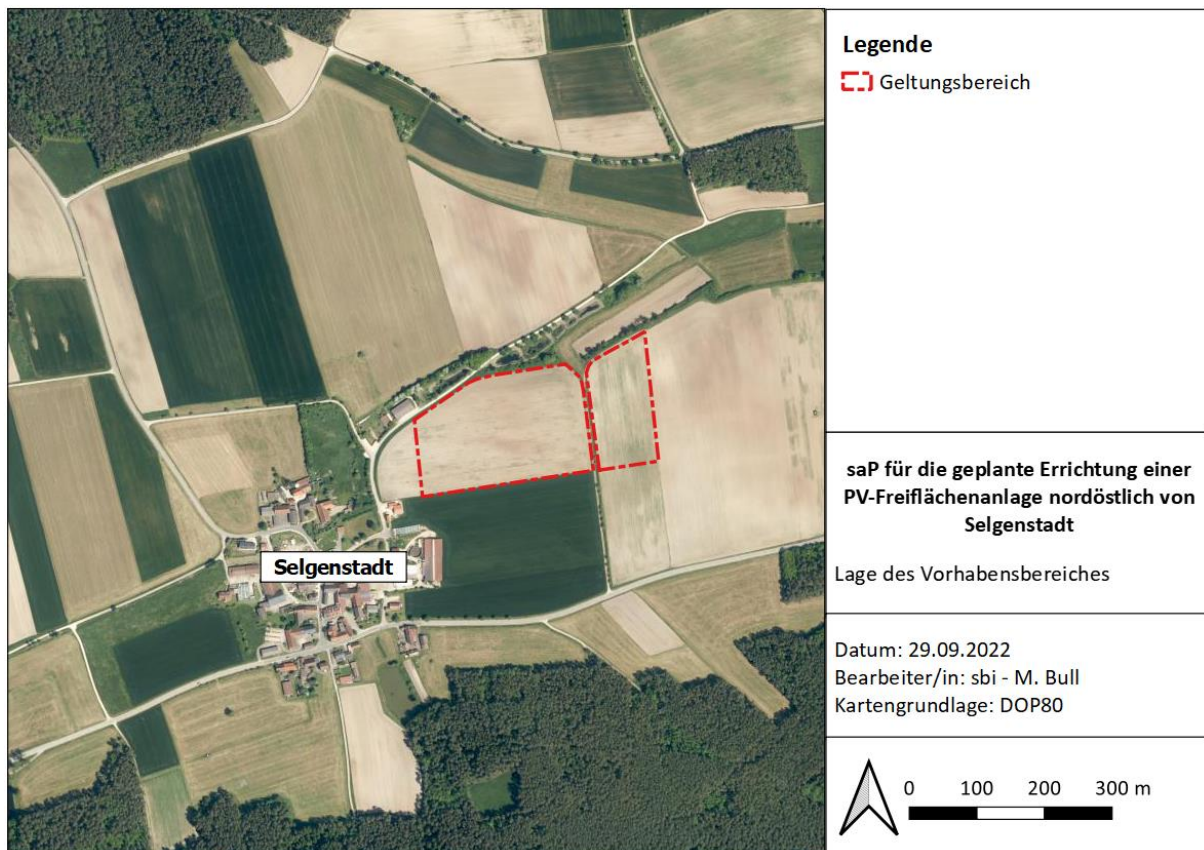 Selgenstadt
Legende
Geltungsbereich
saP für die geplante Errichtung einer
PV-Freiflächenanlage nordöstlich von
Selgenstadt
Lage des Vorhabensbereiches
Datum: 29.09.2022
Bearbeiter/in: sbi - M. Bull
Kartengrundlage: DOP80
0 100 200 300 m